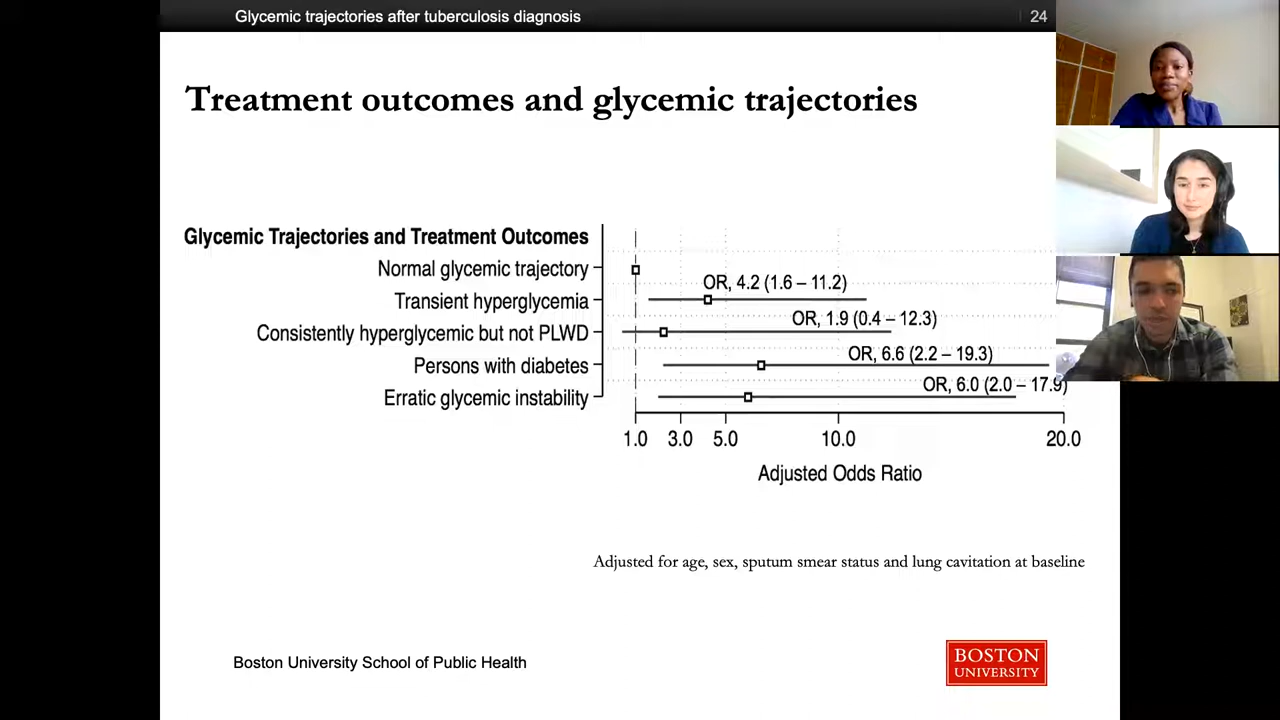 Glycemic trajectories after tuberculosis diagnosis
24
Treatment outcomes and glycemic trajectories
Glycemic Trajectories and Treatment Outcomes
Normal glycemic trajectory
Transient hyperglycemia
OR, 4.2 (1.6 – 11.2)
Consistently hyperglycemic but not PLWD
OR, 1.9 (0.4 – 12.3)
Persons with diabetes
OR, 6.6 (2.2 – 19.3)
Erratic glycemic instability
OR, 6.0 (2.0 – 17.9)
1.0 3.0 5.0 10.0 20.0
Adjusted Odds Ratio
Adjusted for age, sex, sputum smear status and lung cavitation at baseline
Boston University School of Public Health
BOSTON
UNIVERSITY